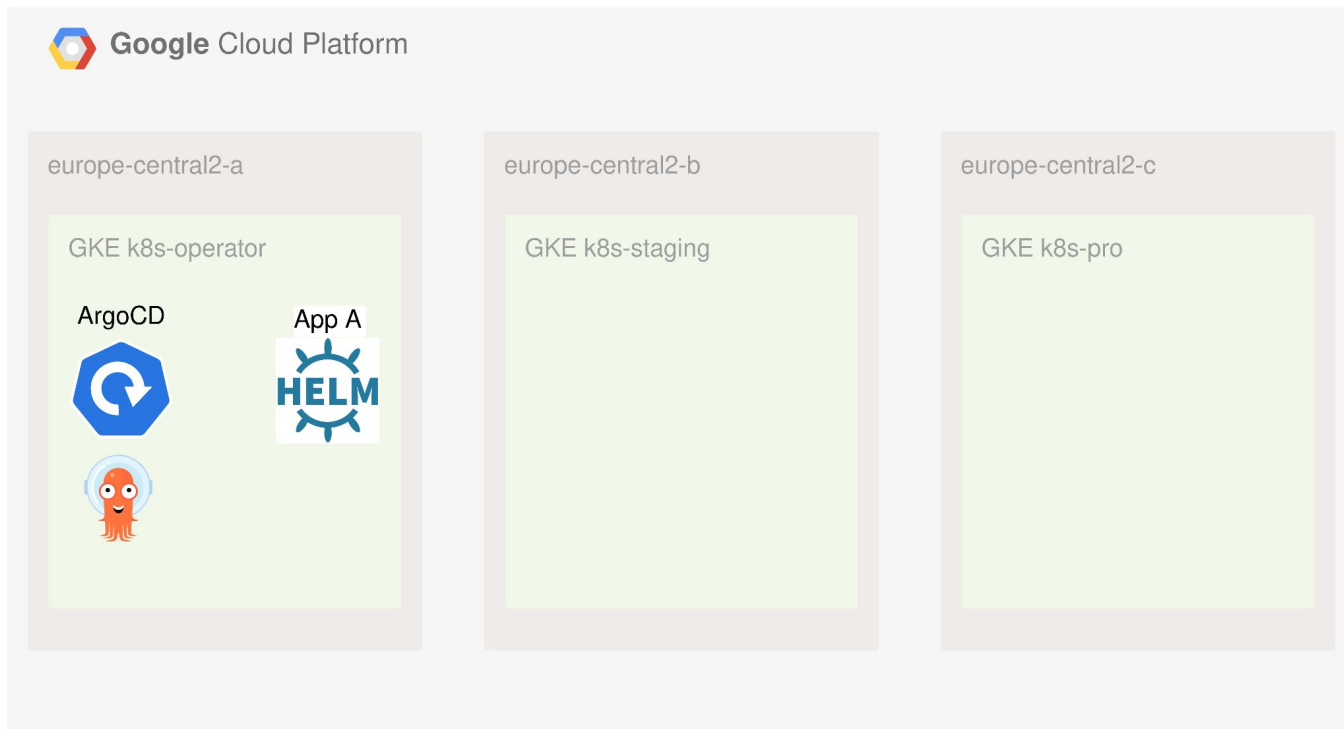 Google Cloud Platform
europe-central2-a
GKE k8s-operator
ArgoCD
App A
HELM
europe-central2-b
GKE k8s-staging
europe-central2-c
GKE k8s-pro